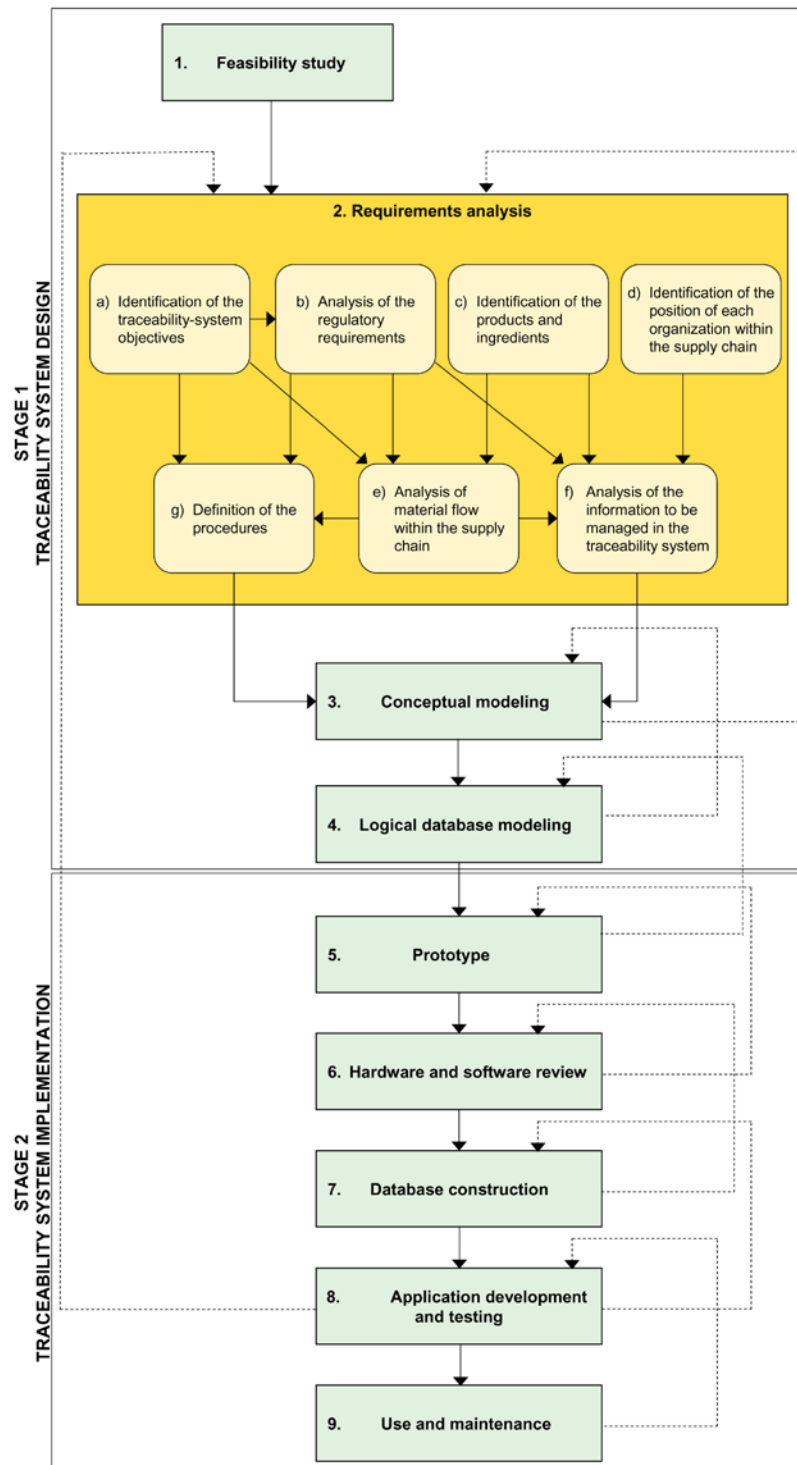 STAGE 1
TRACEABILITY SYSTEM DESIGN
1. Feasibility study
2. Requirements analysis
a) Identification of the
traceability-system
objectives
b) Analysis of the
regulatory
requirements
c) Identification of the
products and
ingredients
d) Identification of the
position of each
organization within
the supply chain
g) Definition of the
procedures
e) Analysis of
material flow
within the supply
chain
f) Analysis of the
information to be
managed in the
traceability system
3. Conceptual modeling
4. Logical database modeling
STAGE 2
TRACEABILITY SYSTEM IMPLEMENTATION
5. Prototype
6. Hardware and software review
7. Database construction
8. Application development
and testing
9. Use and maintenance